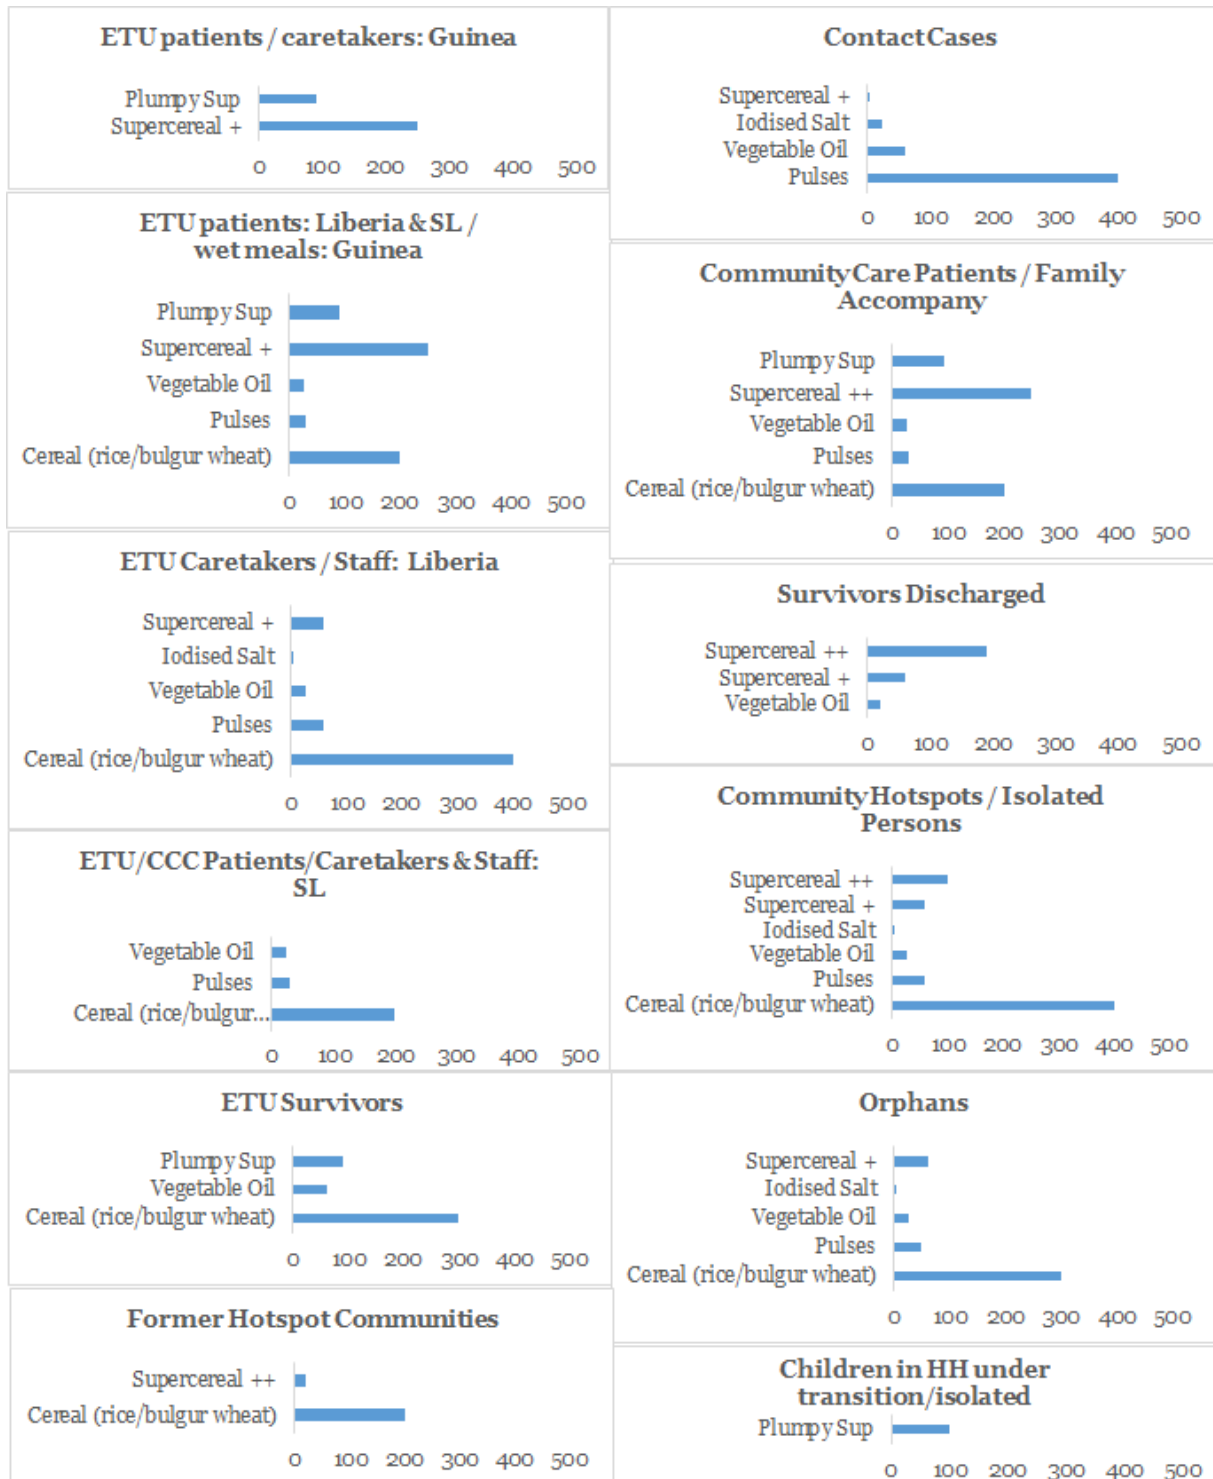 ETU patients / caretakers: Guinea
Plumpy Sup
Supercereal +
0 100 200 300 400 500
ETU patients: Liberia & SL /
wet meals: Guinea
Plumpy Sup
Supercereal +
Vegetable Oil
Pulses
Cereal (rice/bulgur wheat)
0 100 200 300 400 500
ETU Caretakers / Staff: Liberia
Supercereal +
Iodised Salt
Vegetable Oil
Pulses
Cereal (rice/bulgur wheat)
0 100 200 300 400 500
ETU/CCC Patients/Caretakers & Staff:
SL
Vegetable Oil
Pulses
Cereal (rice/bulgur...
0 100 200 300 400 500
ETU Survivors
Plumpy Sup
Vegetable Oil
Cereal (rice/bulgur wheat)
0 100 200 300 400 500
Former Hotspot Communities
Supercereal ++
Cereal (rice/bulgur wheat)
0 100 200 300 400 500
Contact Cases
Supercereal +
Iodised Salt
Vegetable Oil
Pulses
0 100 200 300 400 500
Community Care Patients / Family
Accompany
Plumpy Sup
Supercereal ++
Vegetable Oil
Pulses
Cereal (rice/bulgur wheat)
0 100 200 300 400 500
Survivors Discharged
Supercereal ++
Supercereal +
Vegetable Oil
0 100 200 300 400 500
Community Hotspots / Isolated
Persons
Supercereal ++
Supercereal +
Iodised Salt
Vegetable Oil
Pulses
Cereal (rice/bulgur wheat)
0 100 200 300 400 500
Orphans
Supercereal +
Iodised Salt
Vegetable Oil
Pulses
Cereal (rice/bulgur wheat)
0 100 200 300 400 500
Children in HH under
transition/isolated
Plumpy Sup
0 100 200 300 400 500